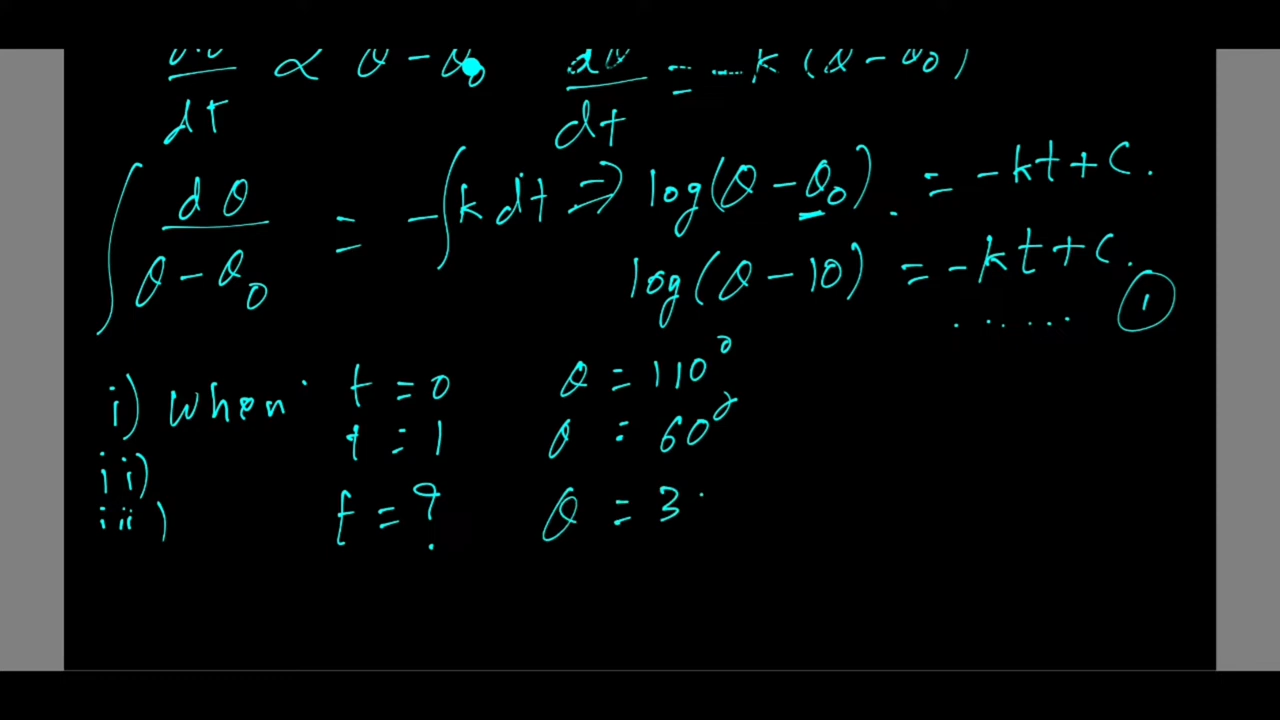 dθ/dt ∝ θ - θ₀ dθ/dt = -k (θ - θ₀)
∫ dθ/(θ - θ₀) = -∫k dt ⇒ log(θ - θ₀) = -kt + c.
log(θ - 10) = -kt + c.
...... ①
i) when t = 0 θ = 110°
ii) t = 1 θ = 60°
iii) t = ? θ = 3